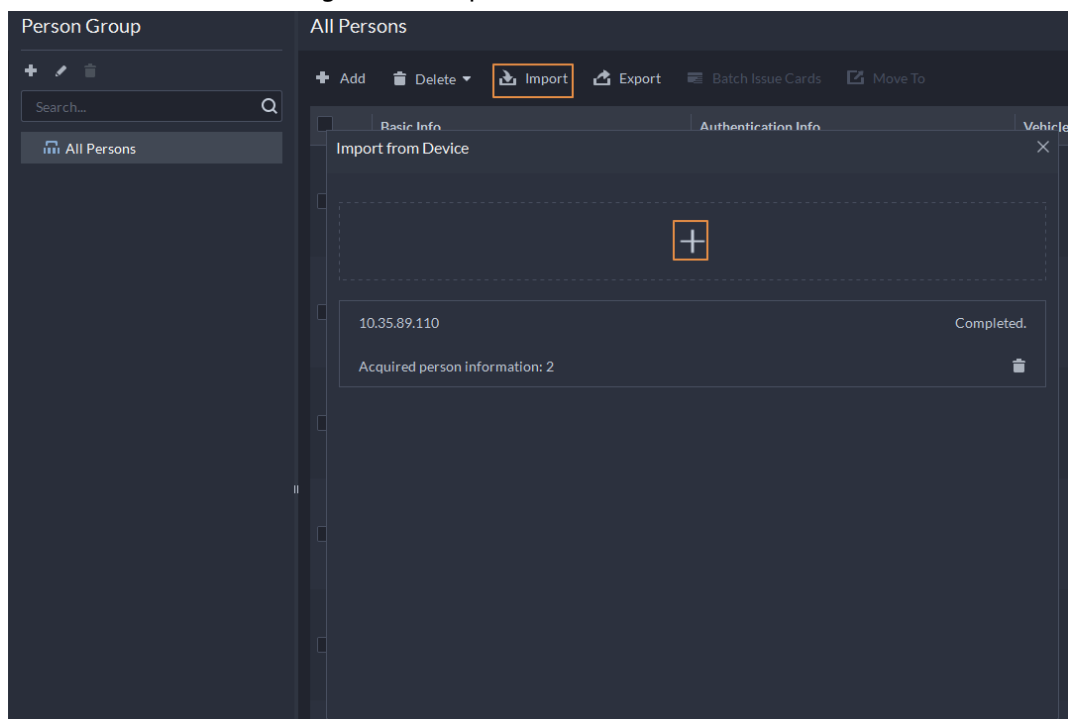 Person Group
All Persons
Add Delete Import Export Batch Issue Cards Move To
Search...
All Persons
Basic Info Authentication Info Vehicle
Import from Device
10.35.89.110 Completed.
Acquired person information: 2